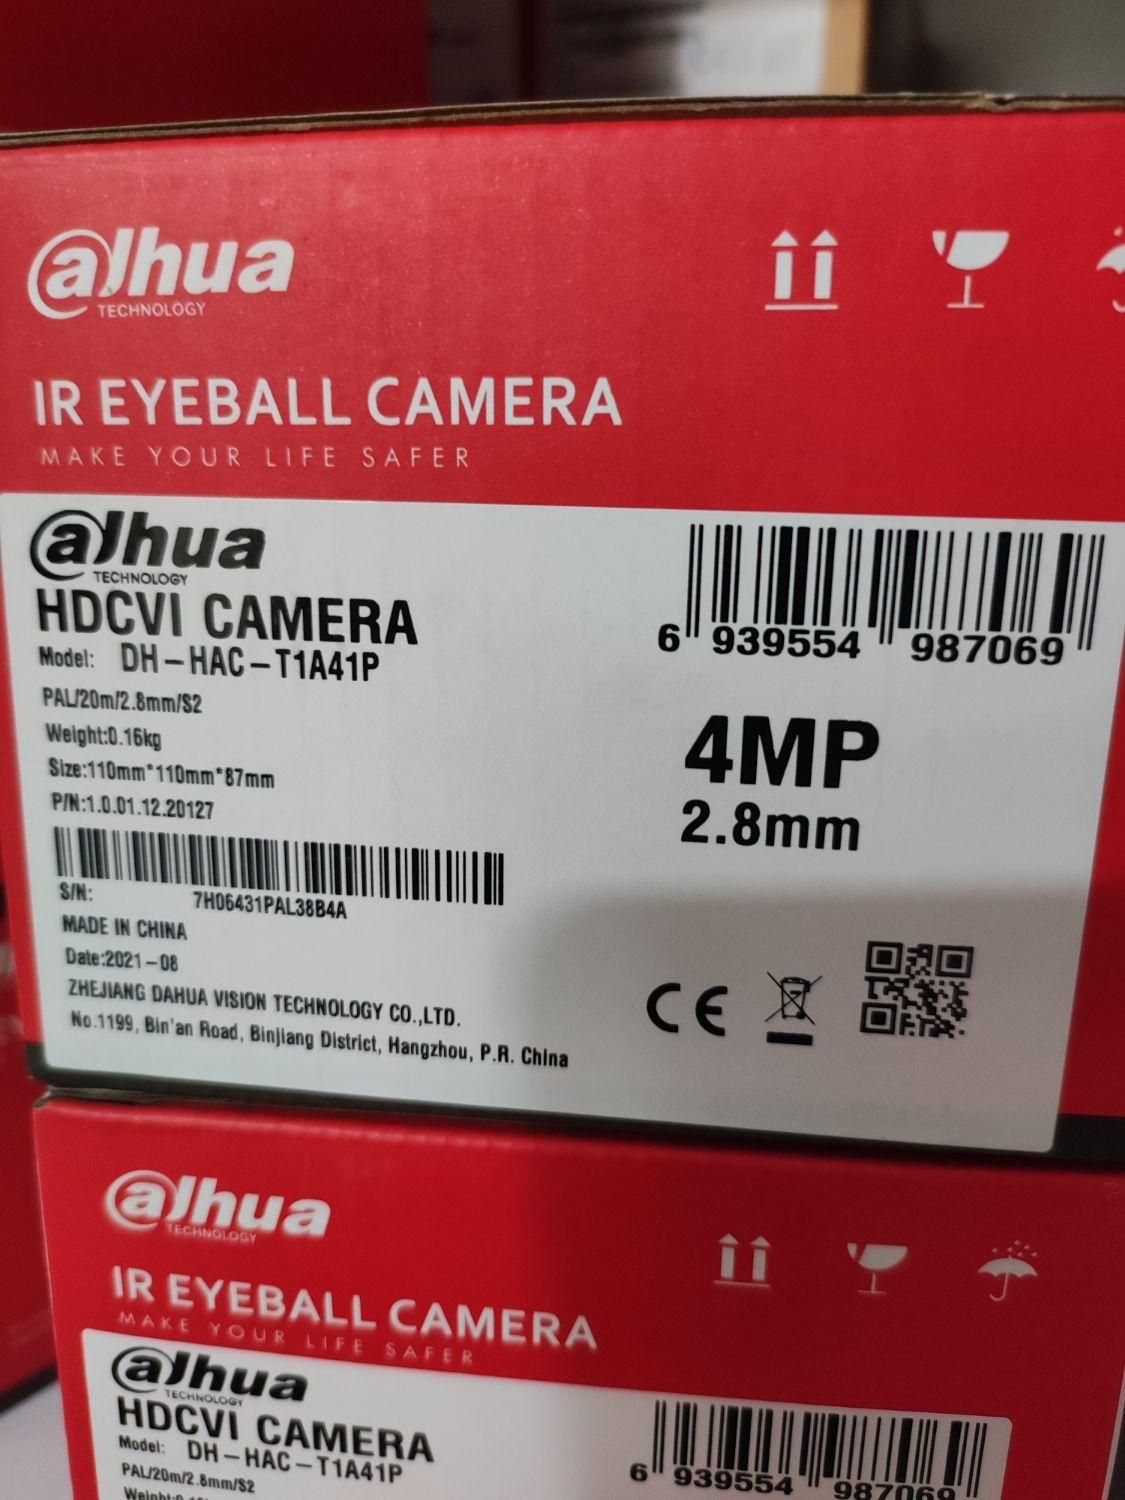 alhua
TECHNOLOGY
IR EYEBALL CAMERA
MAKE YOUR LIFE SAFER
alhua
TECHNOLOGY
HDCVI CAMERA
Model: DH-HAC-T1A41P
PAL/20m/2.8mm/S2
Weight:0.16kg
Size:110mm*110mm*87mm
P/N:1.0.01.12.20127
S/N: 7H06431PAL38B4A
MADE IN CHINA
Date:2021-08
ZHEJIANG DAHUA VISION TECHNOLOGY CO.,LTD.
No.1199, Bin'an Road, Binjiang District, Hangzhou, P.R. China
6 939554 987069
4MP
2.8mm
CE
alhua
TECHNOLOGY
IR EYEBALL CAMERA
MAKE YOUR LIFE SAFER
alhua
TECHNOLOGY
HDCVI CAMERA
Model: DH-HAC-T1A41P
PAL/20m/2.8mm/S2
6 939554 987069